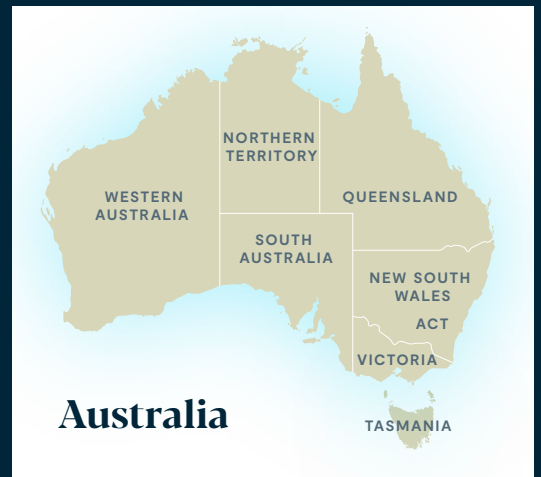 NORTHERN
TERRITORY
WESTERN
AUSTRALIA
QUEENSLAND
SOUTH
AUSTRALIA
NEW SOUTH
WALES
ACT
VICTORIA
Australia
TASMANIA